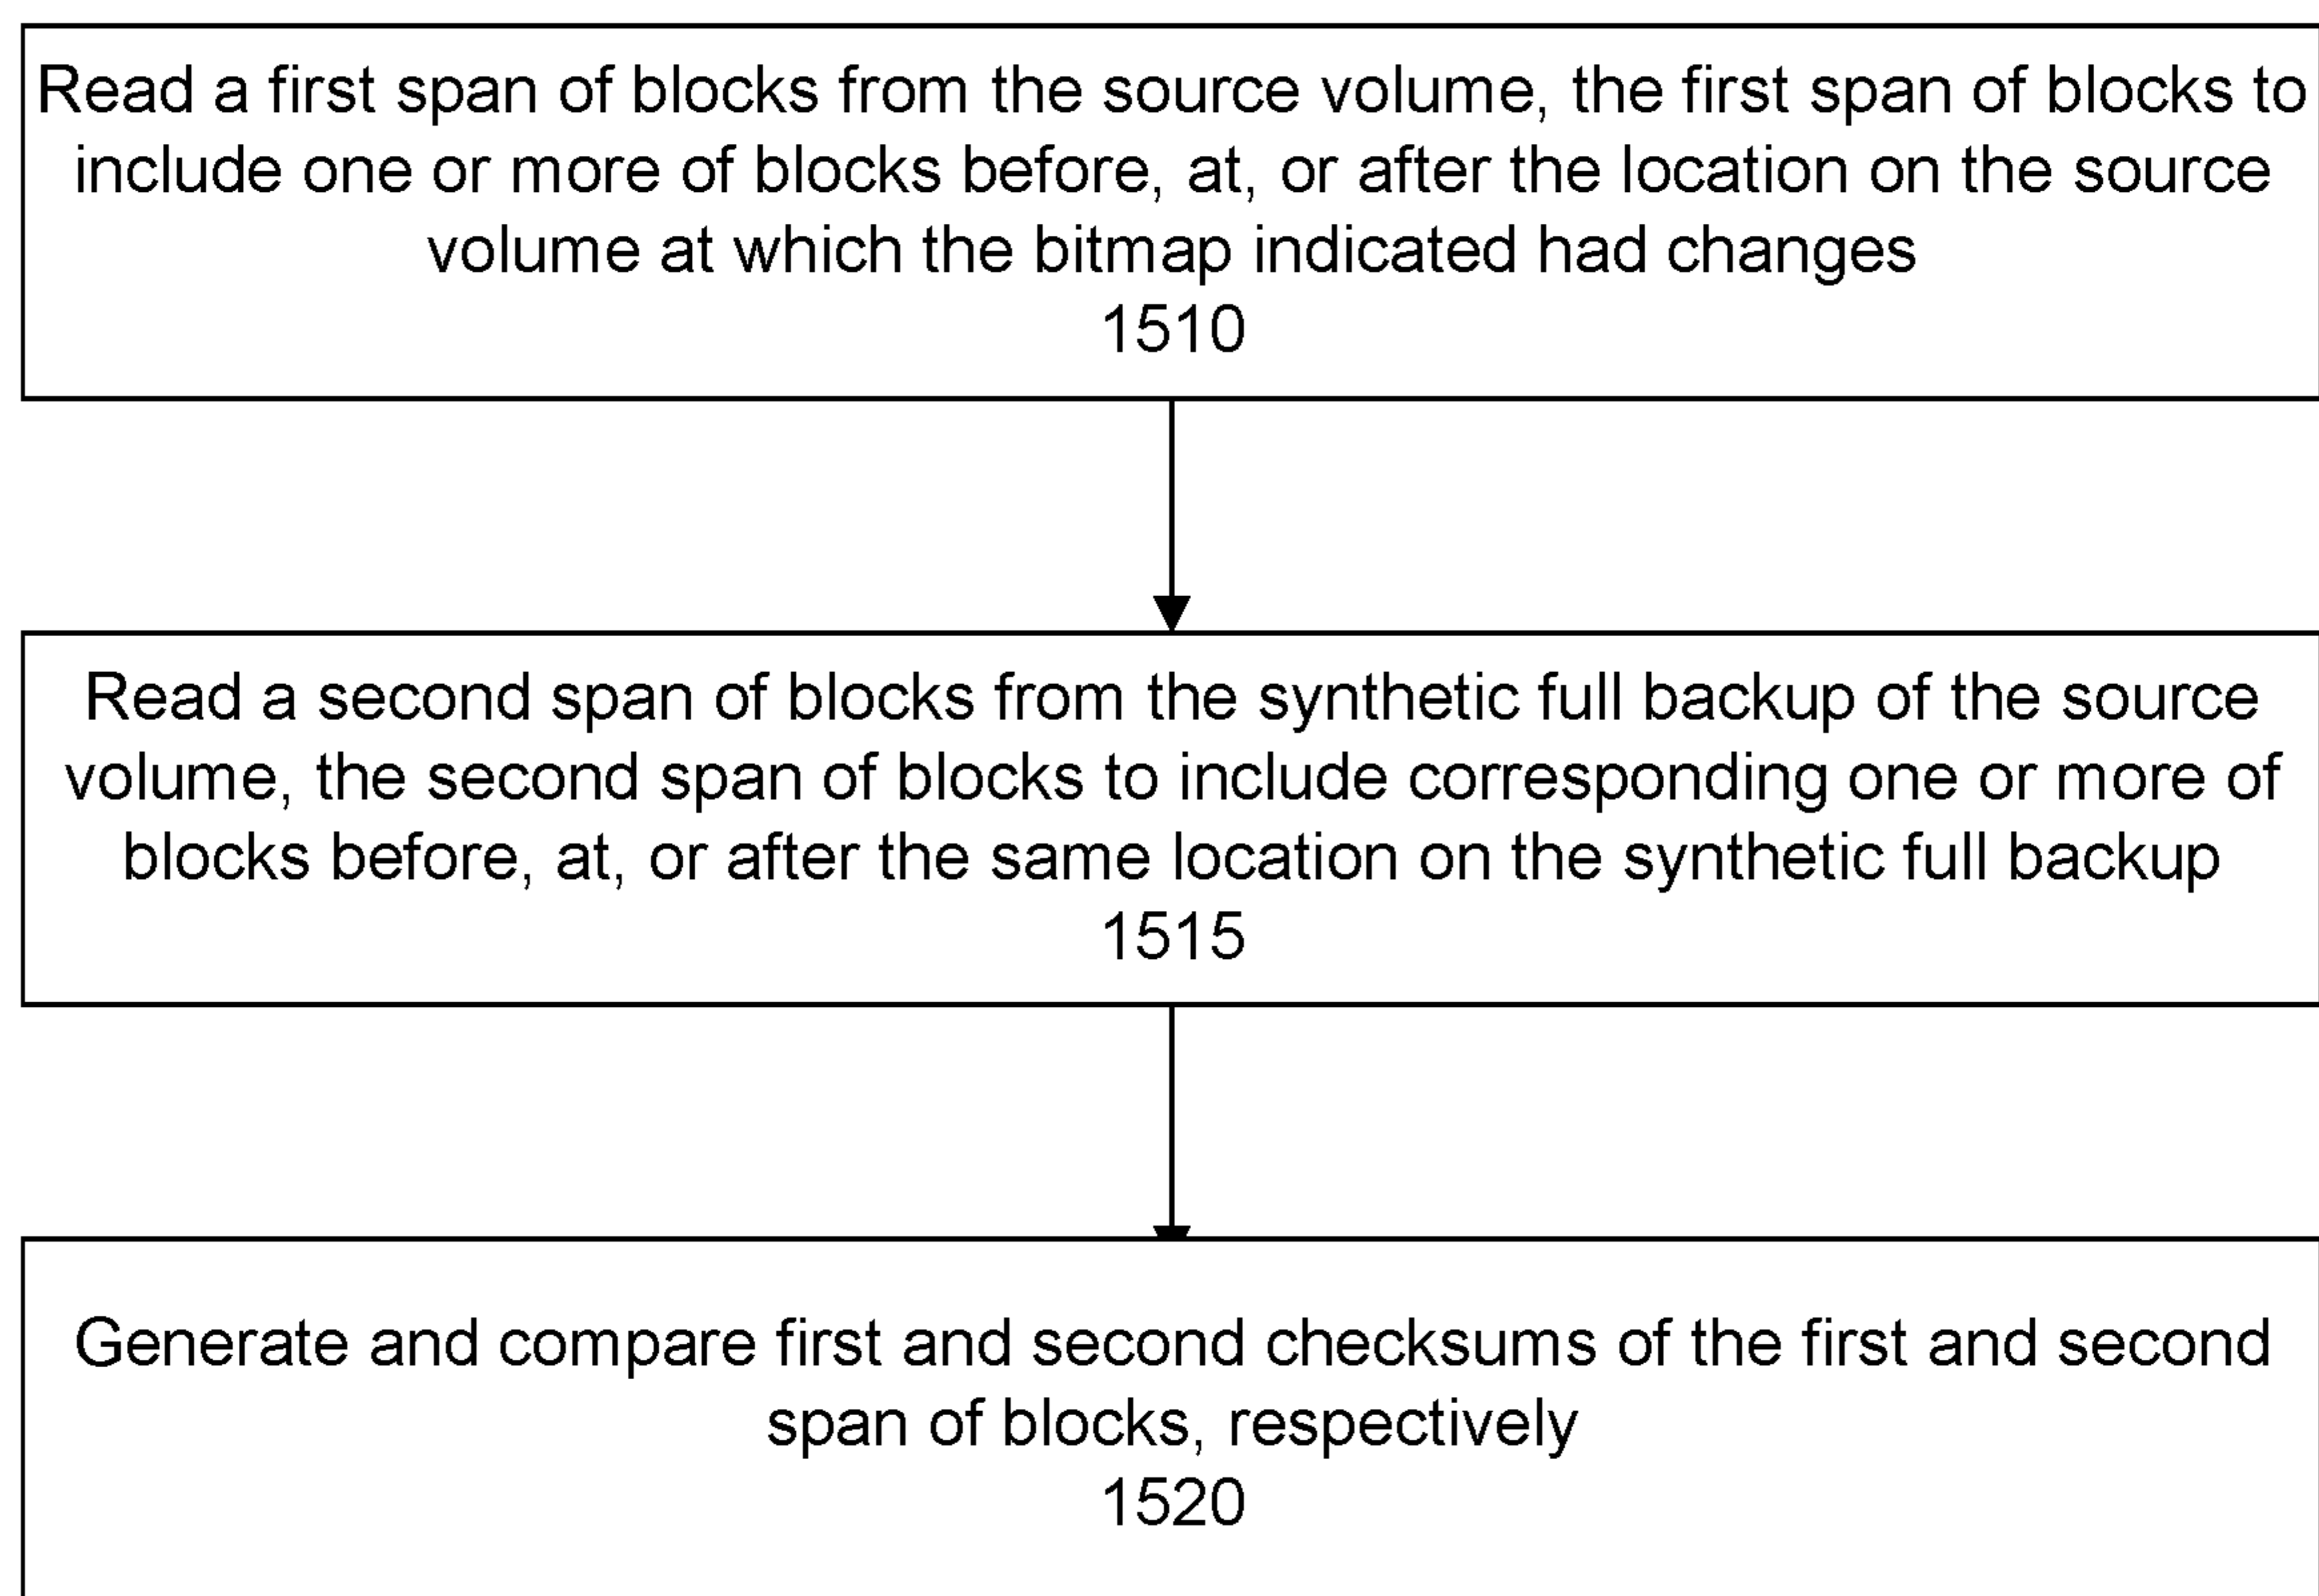 Read a first span of blocks from the source volume, the first span of blocks to
include one or more of blocks before, at, or after the location on the source
volume at which the bitmap indicated had changes
1510
Read a second span of blocks from the synthetic full backup of the source
volume, the second span of blocks to include corresponding one or more of
blocks before, at, or after the same location on the synthetic full backup
1515
Generate and compare first and second checksums of the first and second
span of blocks, respectively
1520